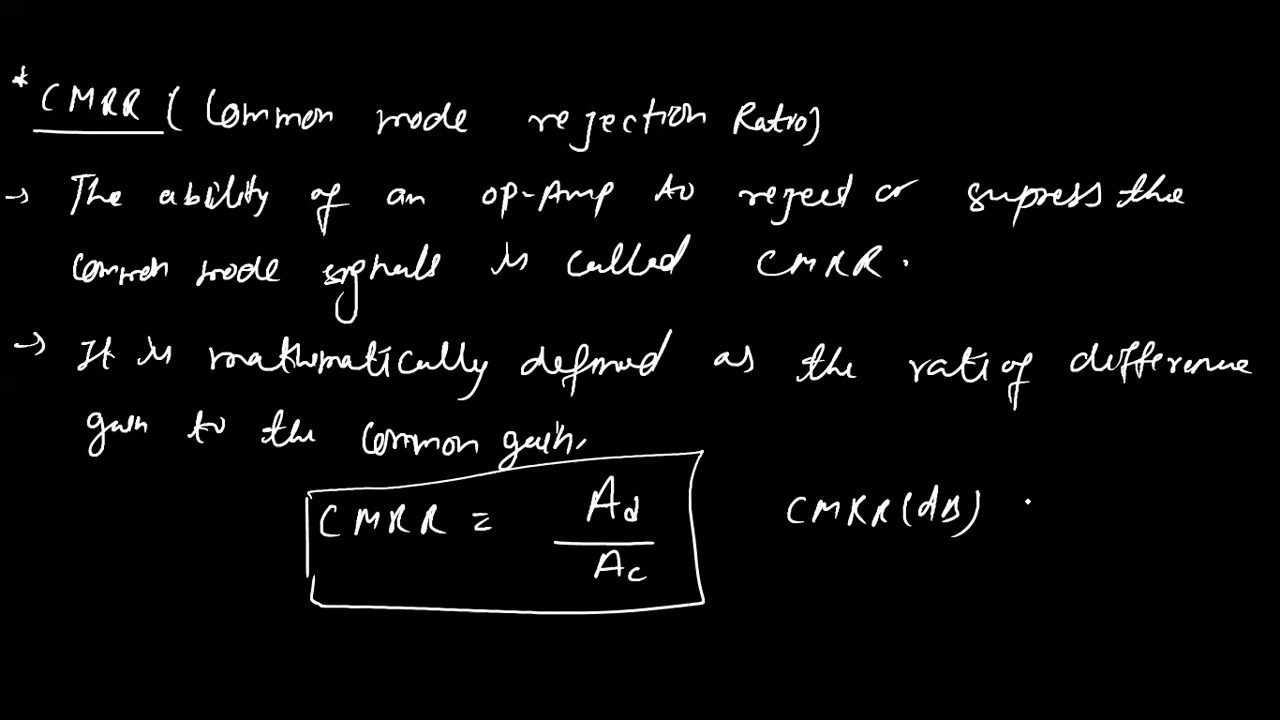 * CMRR ( Common mode rejection Ratio)
→ The ability of an op-Amp to reject or supress the
common mode signals is called CMRR.
→ It is mathematically defined as the ratio of difference
gain to the common gain.
CMRR = Ad / Ac CMRR(dB)